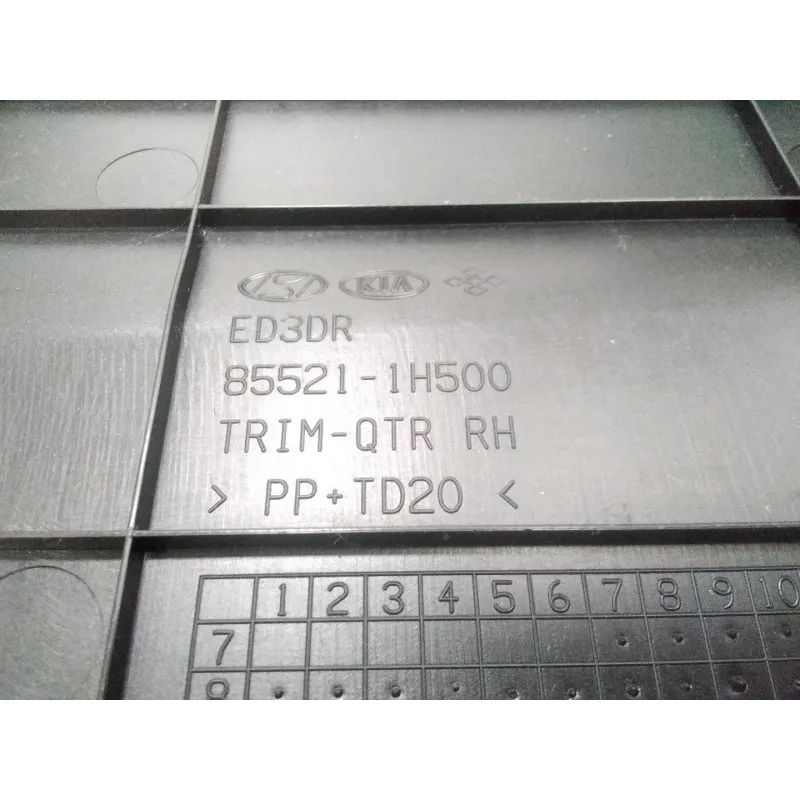 KIA
ED3DR
85521-1H500
TRIM-QTR RH
> PP+TD20 <
1 2 3 4 5 6 7 8 9 10
7
8